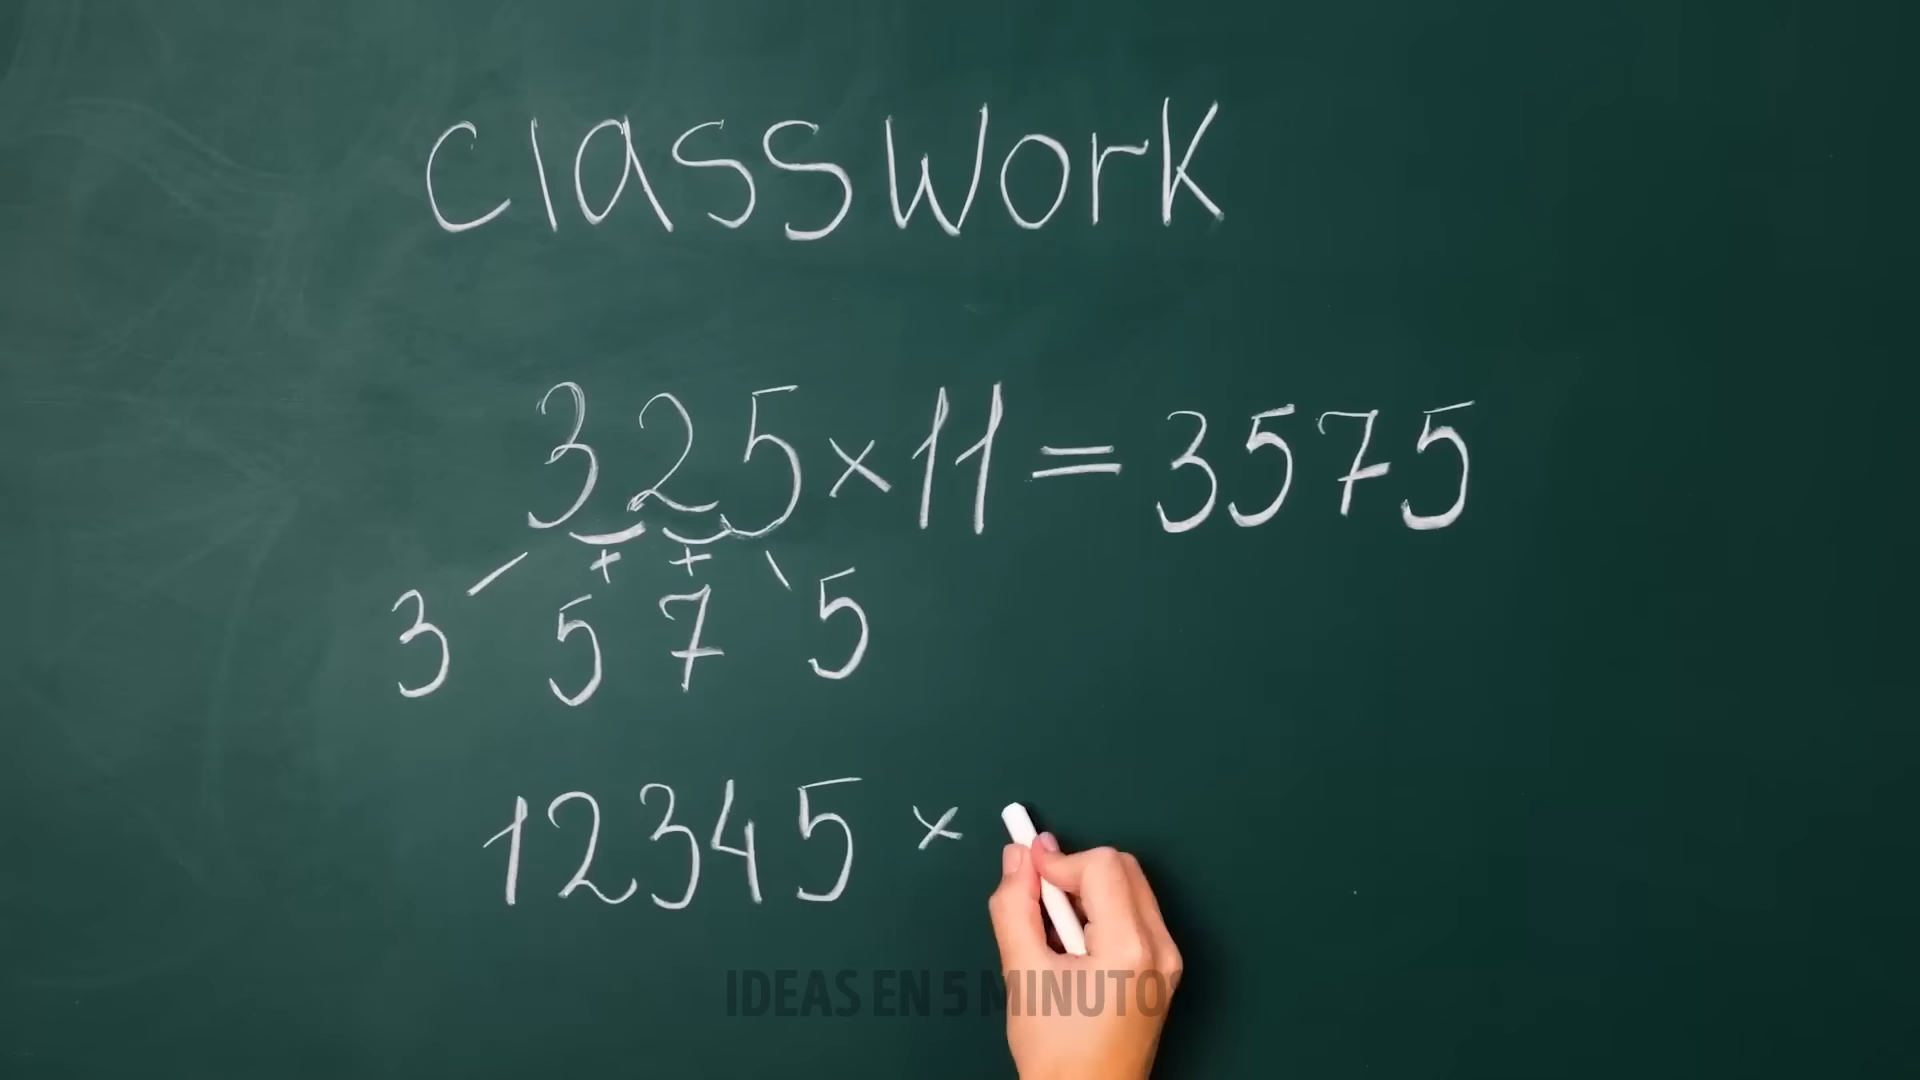 classwork
325×11=3575
+ +
3 5 7 5
12345 ×
IDEAS EN 5 MINUTOS